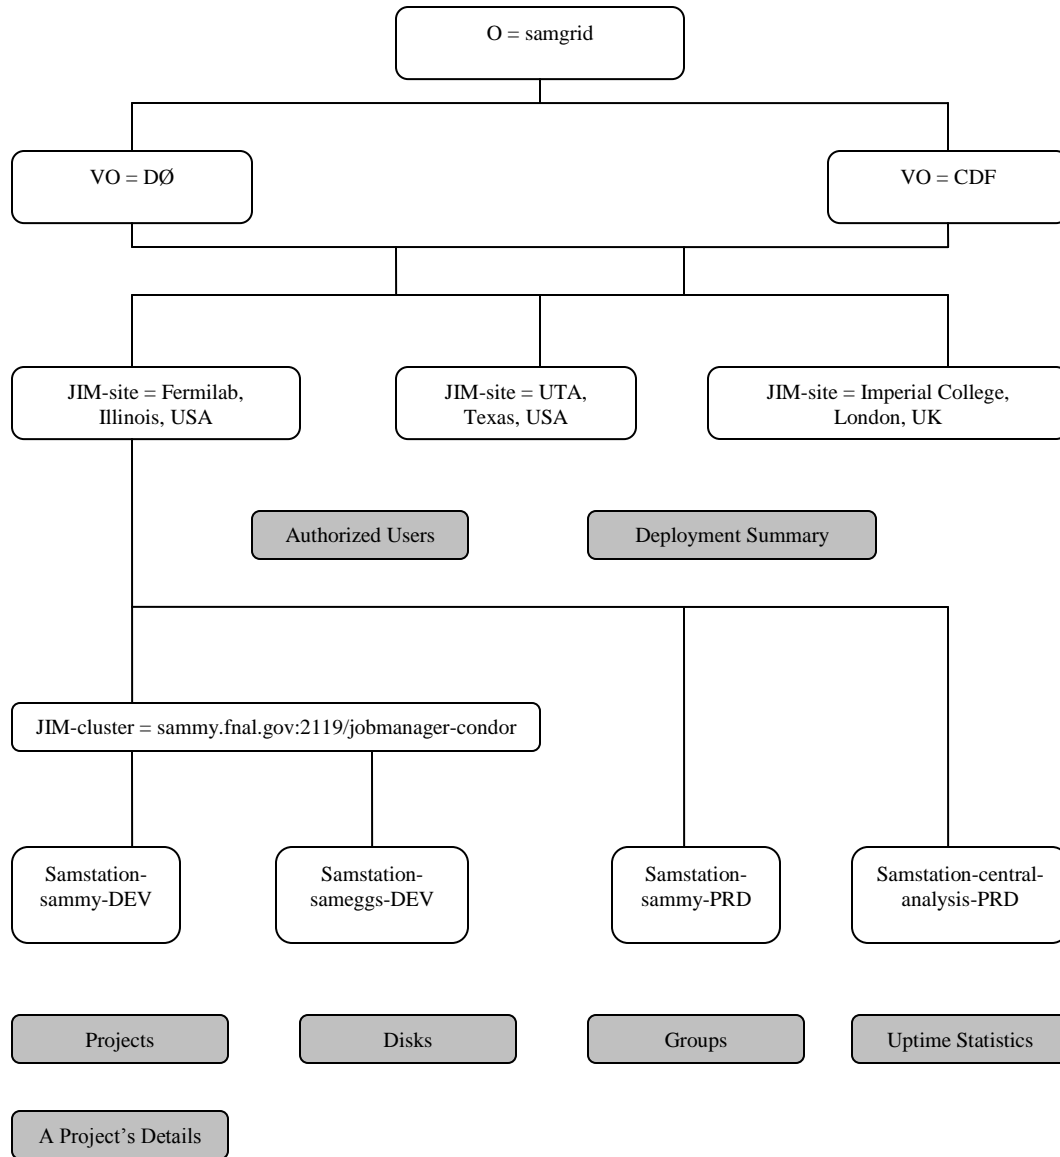 O = samgrid
VO = DØ
VO = CDF
JIM-site = Fermilab,
Illinois, USA
JIM-site = UTA,
Texas, USA
JIM-site = Imperial College,
London, UK
Authorized Users
Deployment Summary
JIM-cluster = sammy.fnal.gov:2119/jobmanager-condor
Samstation-
sammy-DEV
Samstation-
sameggs-DEV
Samstation-
sammy-PRD
Samstation-central-
analysis-PRD
Projects
Disks
Groups
Uptime Statistics
A Project’s Details